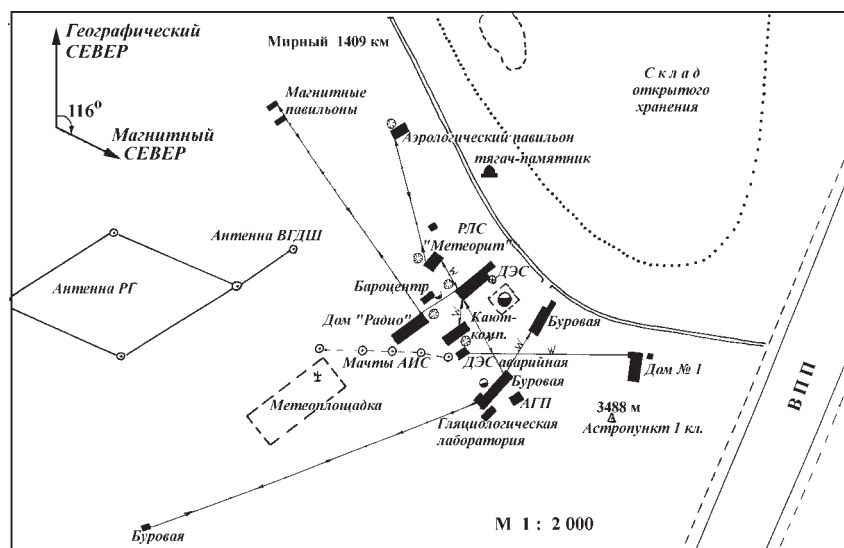 Географический
СЕВЕР
116°
Магнитный
СЕВЕР
Мирный 1409 км
Склад
открытого
хранения
Магнитные
павильоны
Аэрологический павильон
тягач-памятник
РЛС
"Метеорит"
ДЭС
Антенна ВГДШ
Антенна РГ
Бароцентр
Дом "Радио"
Кают-
комп.
Буровая
Мачты АИС
ДЭС аварийная
Дом № 1
ВПП
Метеоплощадка
Буровая
АГП
Гляциологическая
лаборатория
3488 м
Астропункт 1 кл.
Буровая
М 1 : 2 000